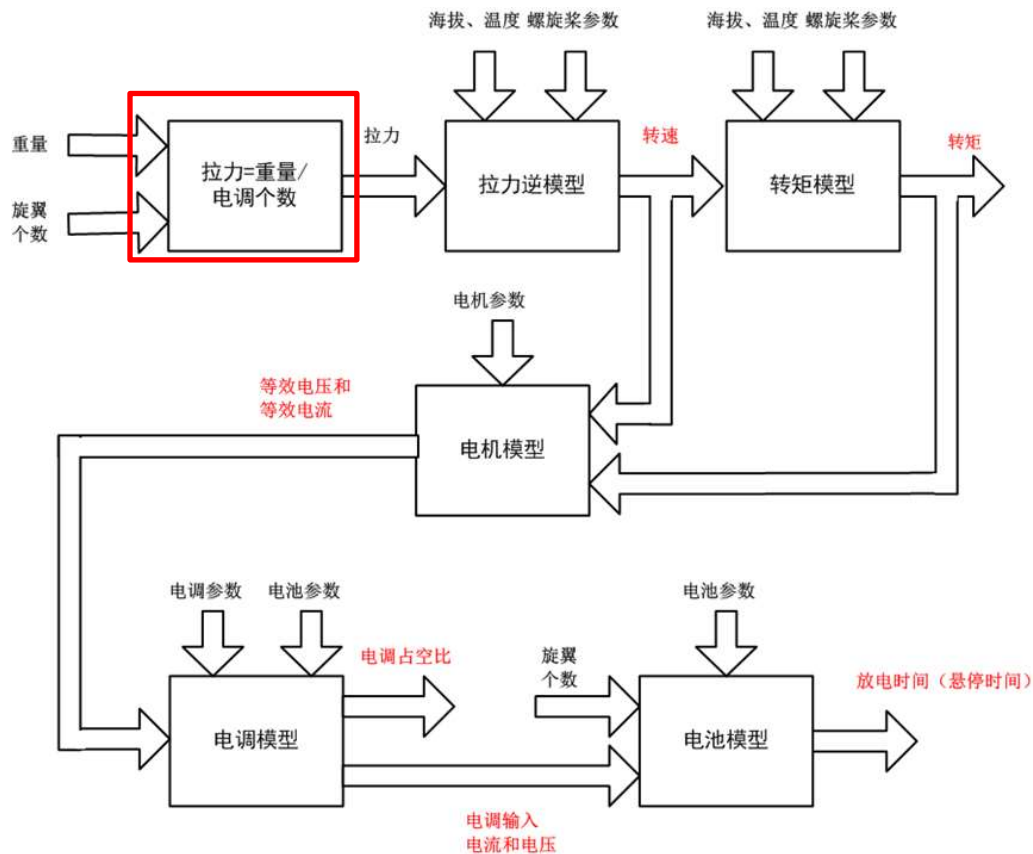 海拔、温度 螺旋桨参数
海拔、温度 螺旋桨参数
重量
旋翼
个数
拉力=重量/
电调个数
拉力
拉力逆模型
转速
转矩模型
转矩
电机参数
等效电压和
等效电流
电机模型
电调参数
电池参数
电池参数
电调占空比
旋翼
个数
放电时间（悬停时间）
电调模型
电池模型
电调输入
电流和电压